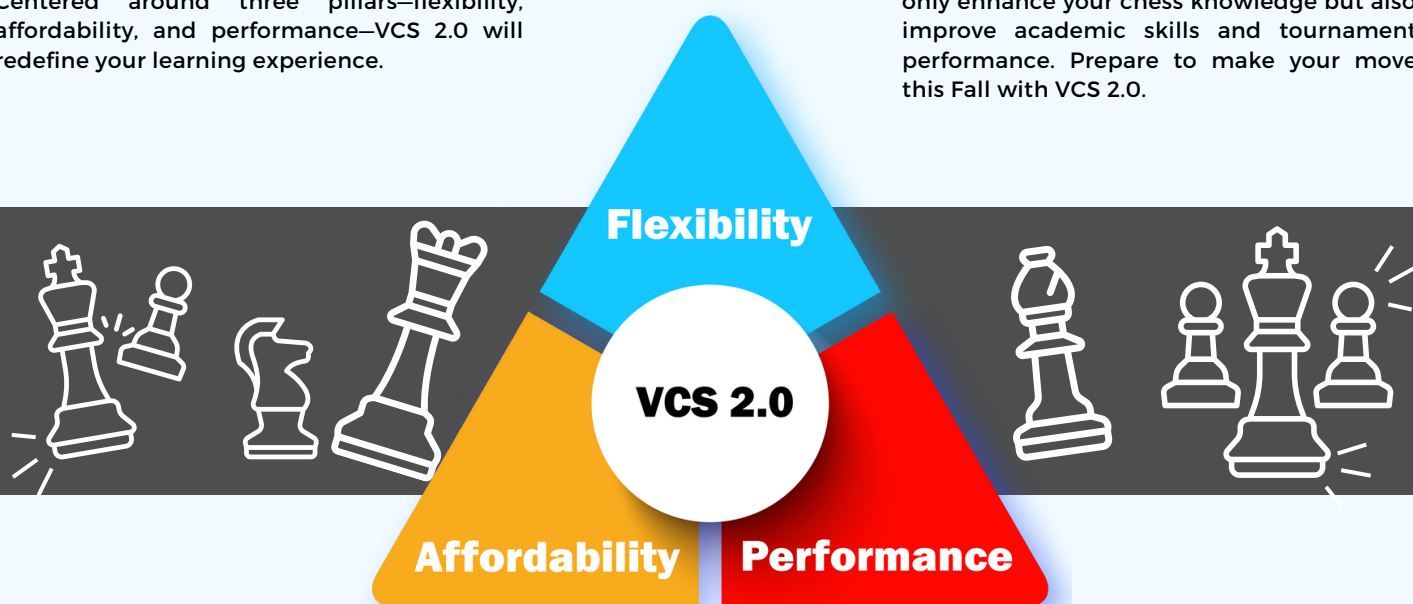 Centered around three pillars—flexibility,
affordability, and performance—VCS 2.0 will
redefine your learning experience.
only enhance your chess knowledge but also
improve academic skills and tournament
performance. Prepare to make your move
this Fall with VCS 2.0.
Flexibility
VCS 2.0
Affordability
Performance